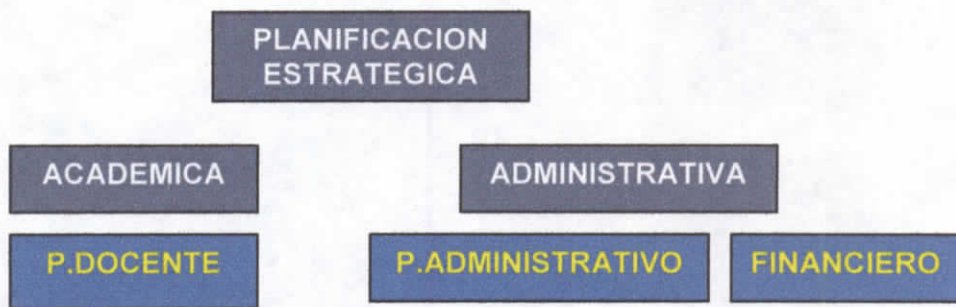 PLANIFICACION
ESTRATEGICA
ACADEMICA
ADMINISTRATIVA
P.DOCENTE
P.ADMINISTRATIVO
FINANCIERO